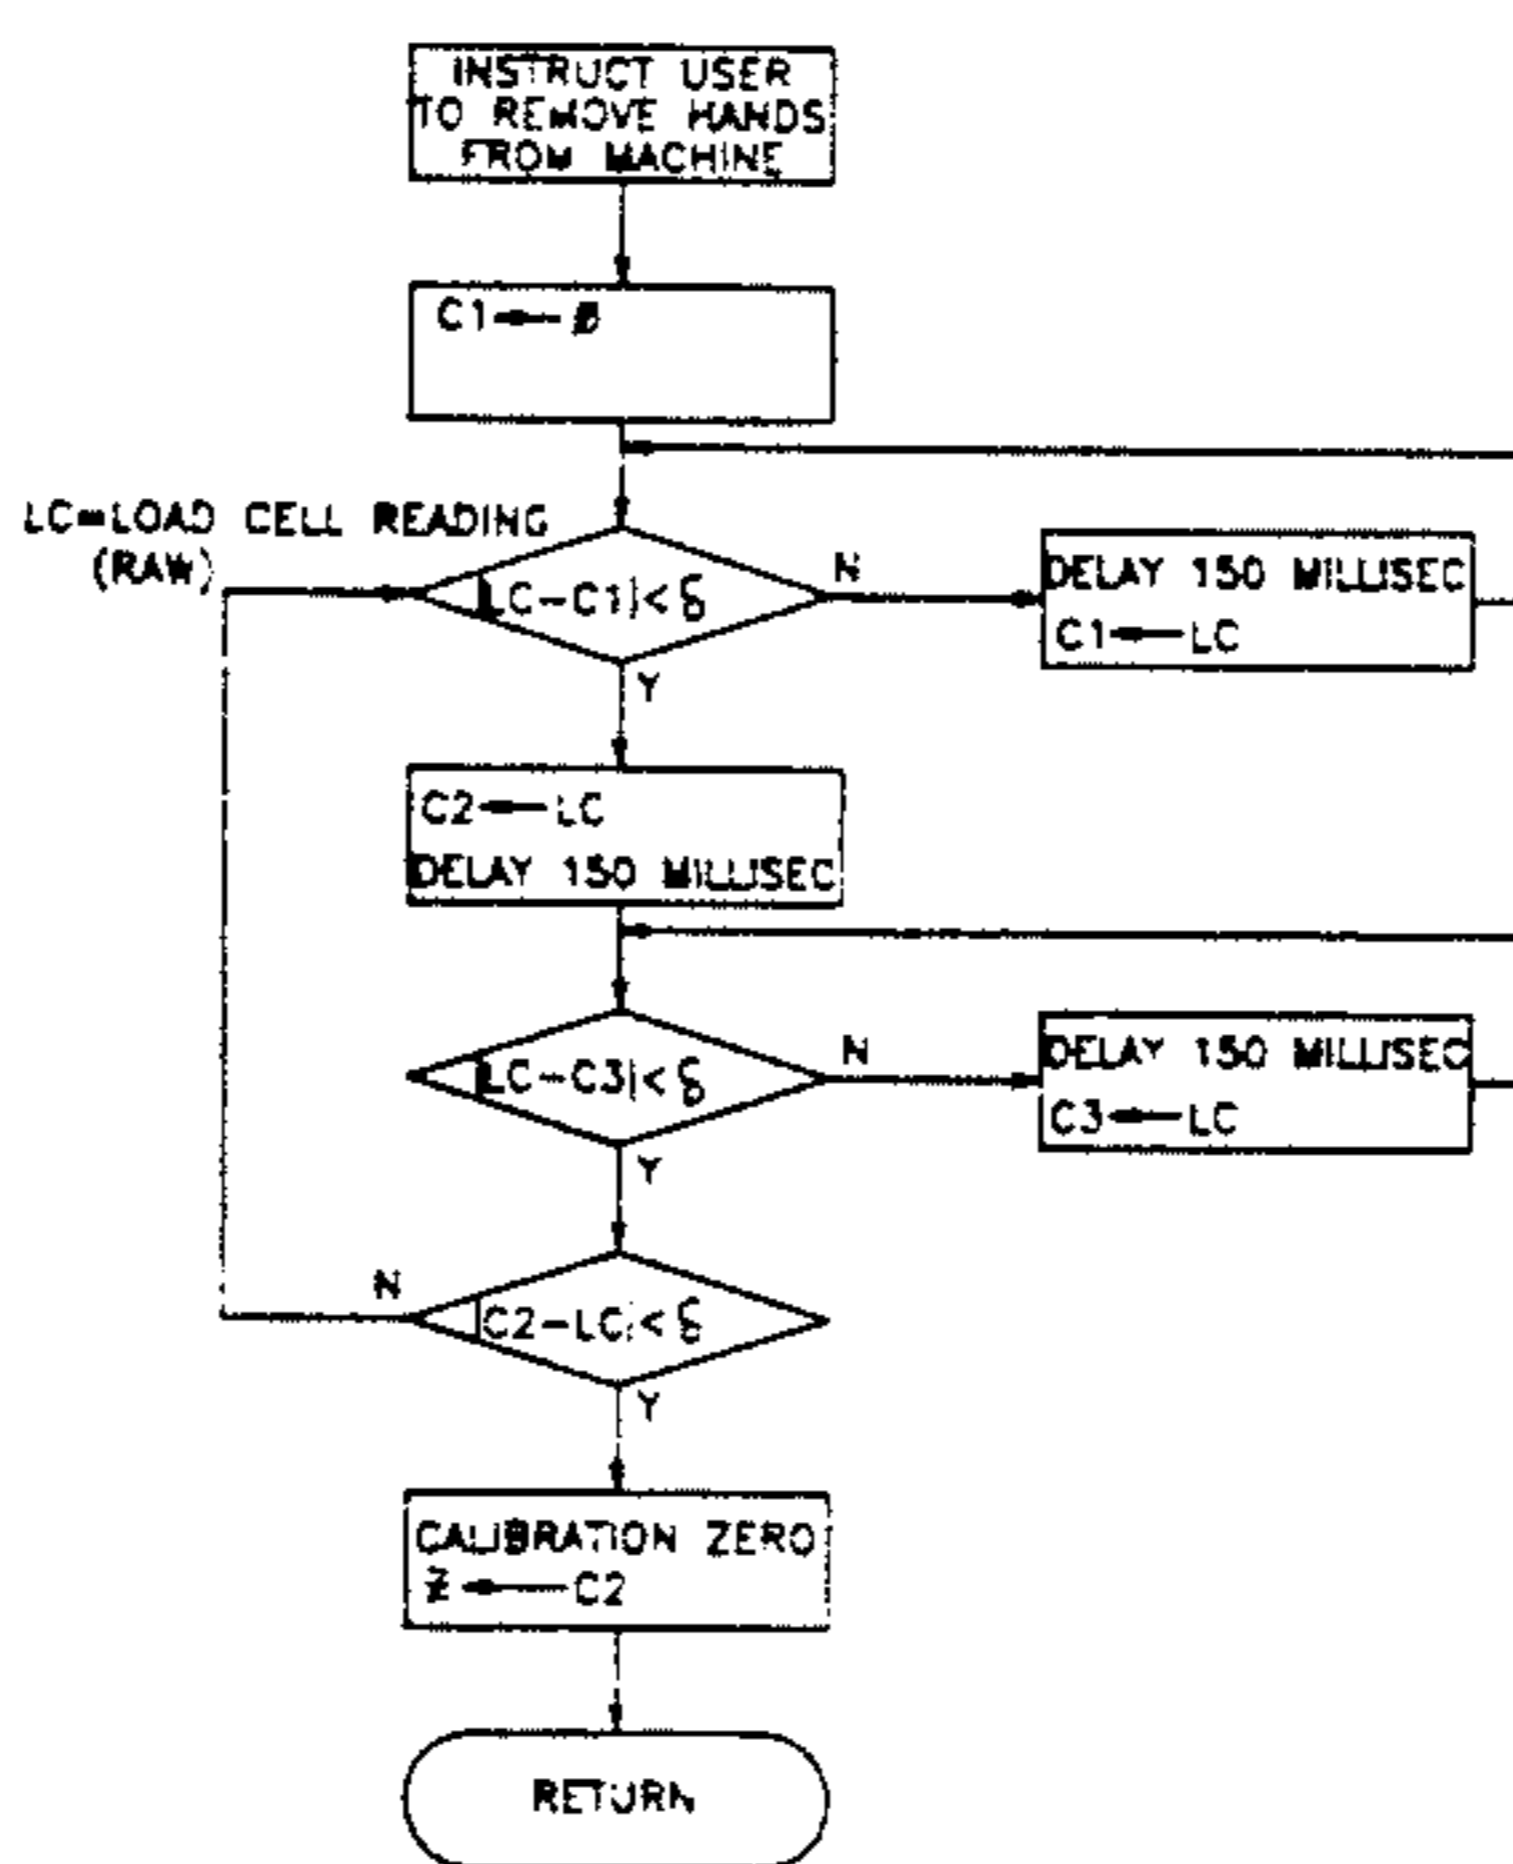 INSTRUCT USER
TO REMOVE HANDS
FROM MACHINE
C1←0
LC=LOAD CELL READING
(RAW)
|LC-C1|<δ
N
DELAY 150 MILLISEC
C1←LC
Y
C2←LC
DELAY 150 MILLISEC
|LC-C3|<δ
N
DELAY 150 MILLISEC
C3←LC
Y
N
|C2-LC|<δ
Y
CALIBRATION ZERO
Z←C2
RETURN